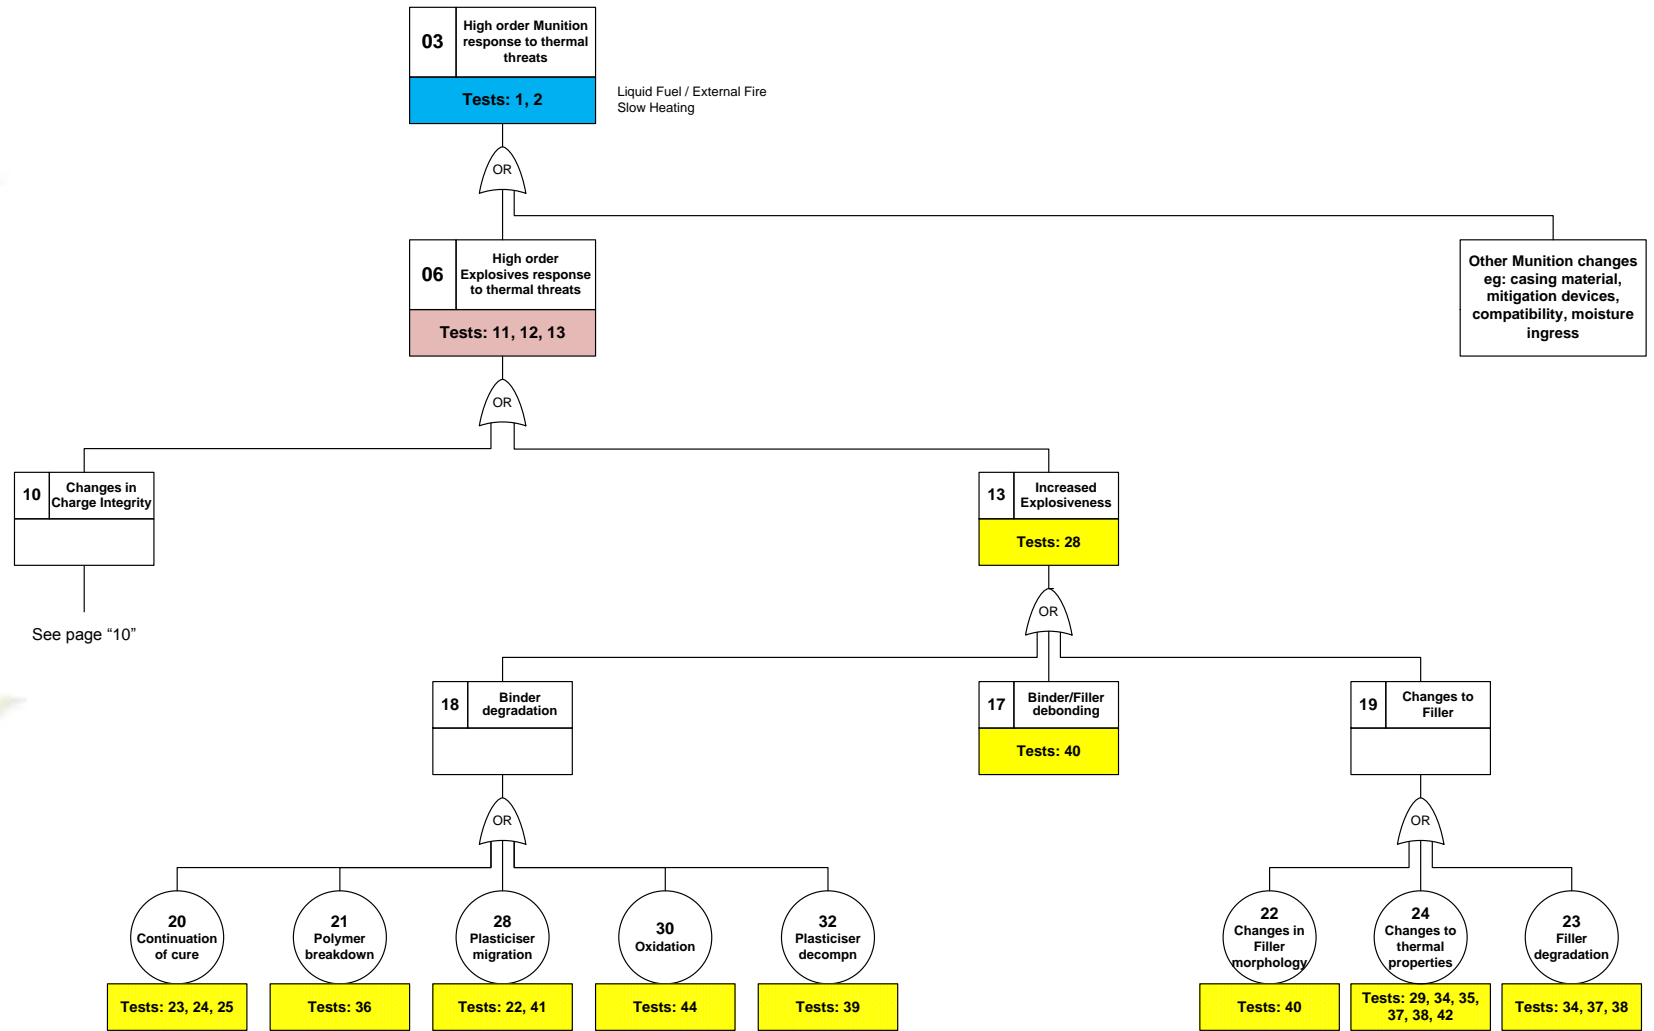 03
High order Munition
response to thermal
threats
Tests: 1, 2
Liquid Fuel / External Fire
Slow Heating
OR
06
High order
Explosives response
to thermal threats
Tests: 11, 12, 13
Other Munition changes
eg: casing material,
mitigation devices,
compatibility, moisture
ingress
OR
10
Changes in
Charge Integrity
See page “10”
13
Increased
Explosiveness
Tests: 28
OR
18
Binder
degradation
17
Binder/Filler
debonding
Tests: 40
19
Changes to
Filler
OR
OR
20
Continuation
of cure
Tests: 23, 24, 25
21
Polymer
breakdown
Tests: 36
28
Plasticiser
migration
Tests: 22, 41
30
Oxidation
Tests: 44
32
Plasticiser
decompn
Tests: 39
22
Changes in
Filler
morphology
Tests: 40
24
Changes to
thermal
properties
Tests: 29, 34, 35,
37, 38, 42
23
Filler
degradation
Tests: 34, 37, 38